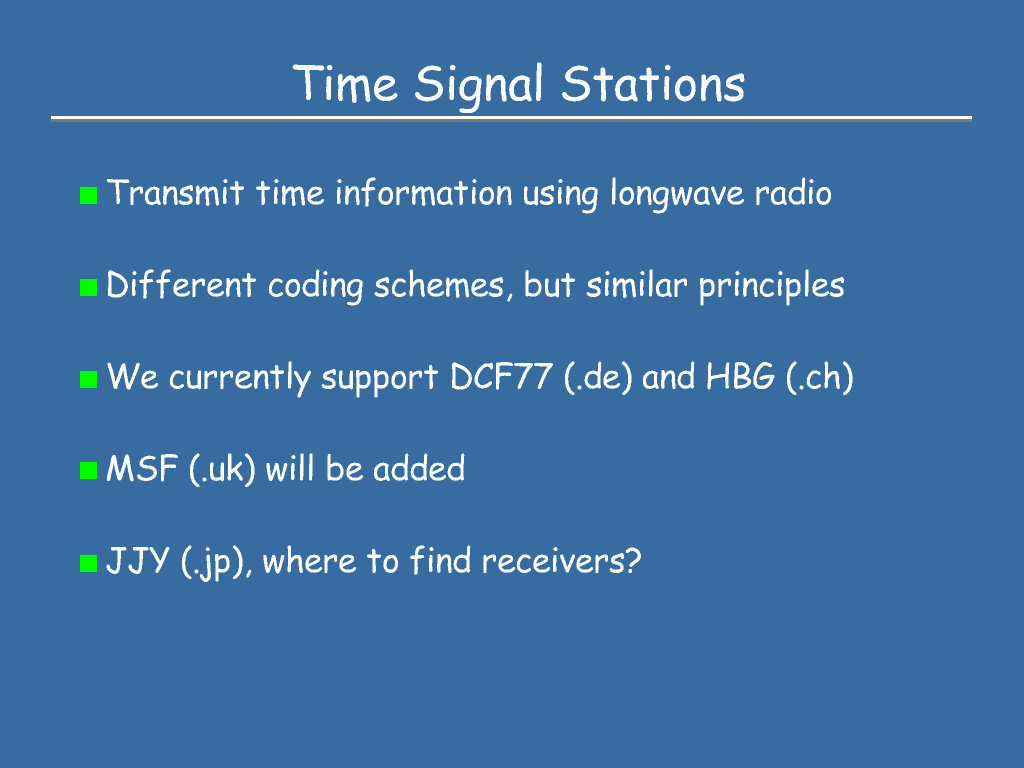 Time Signal Stations
Transmit time information using longwave radio
Different coding schemes, but similar principles
We currently support DCF77 (.de) and HBG (.ch)
MSF (.uk) will be added
JJY (.jp), where to find receivers?